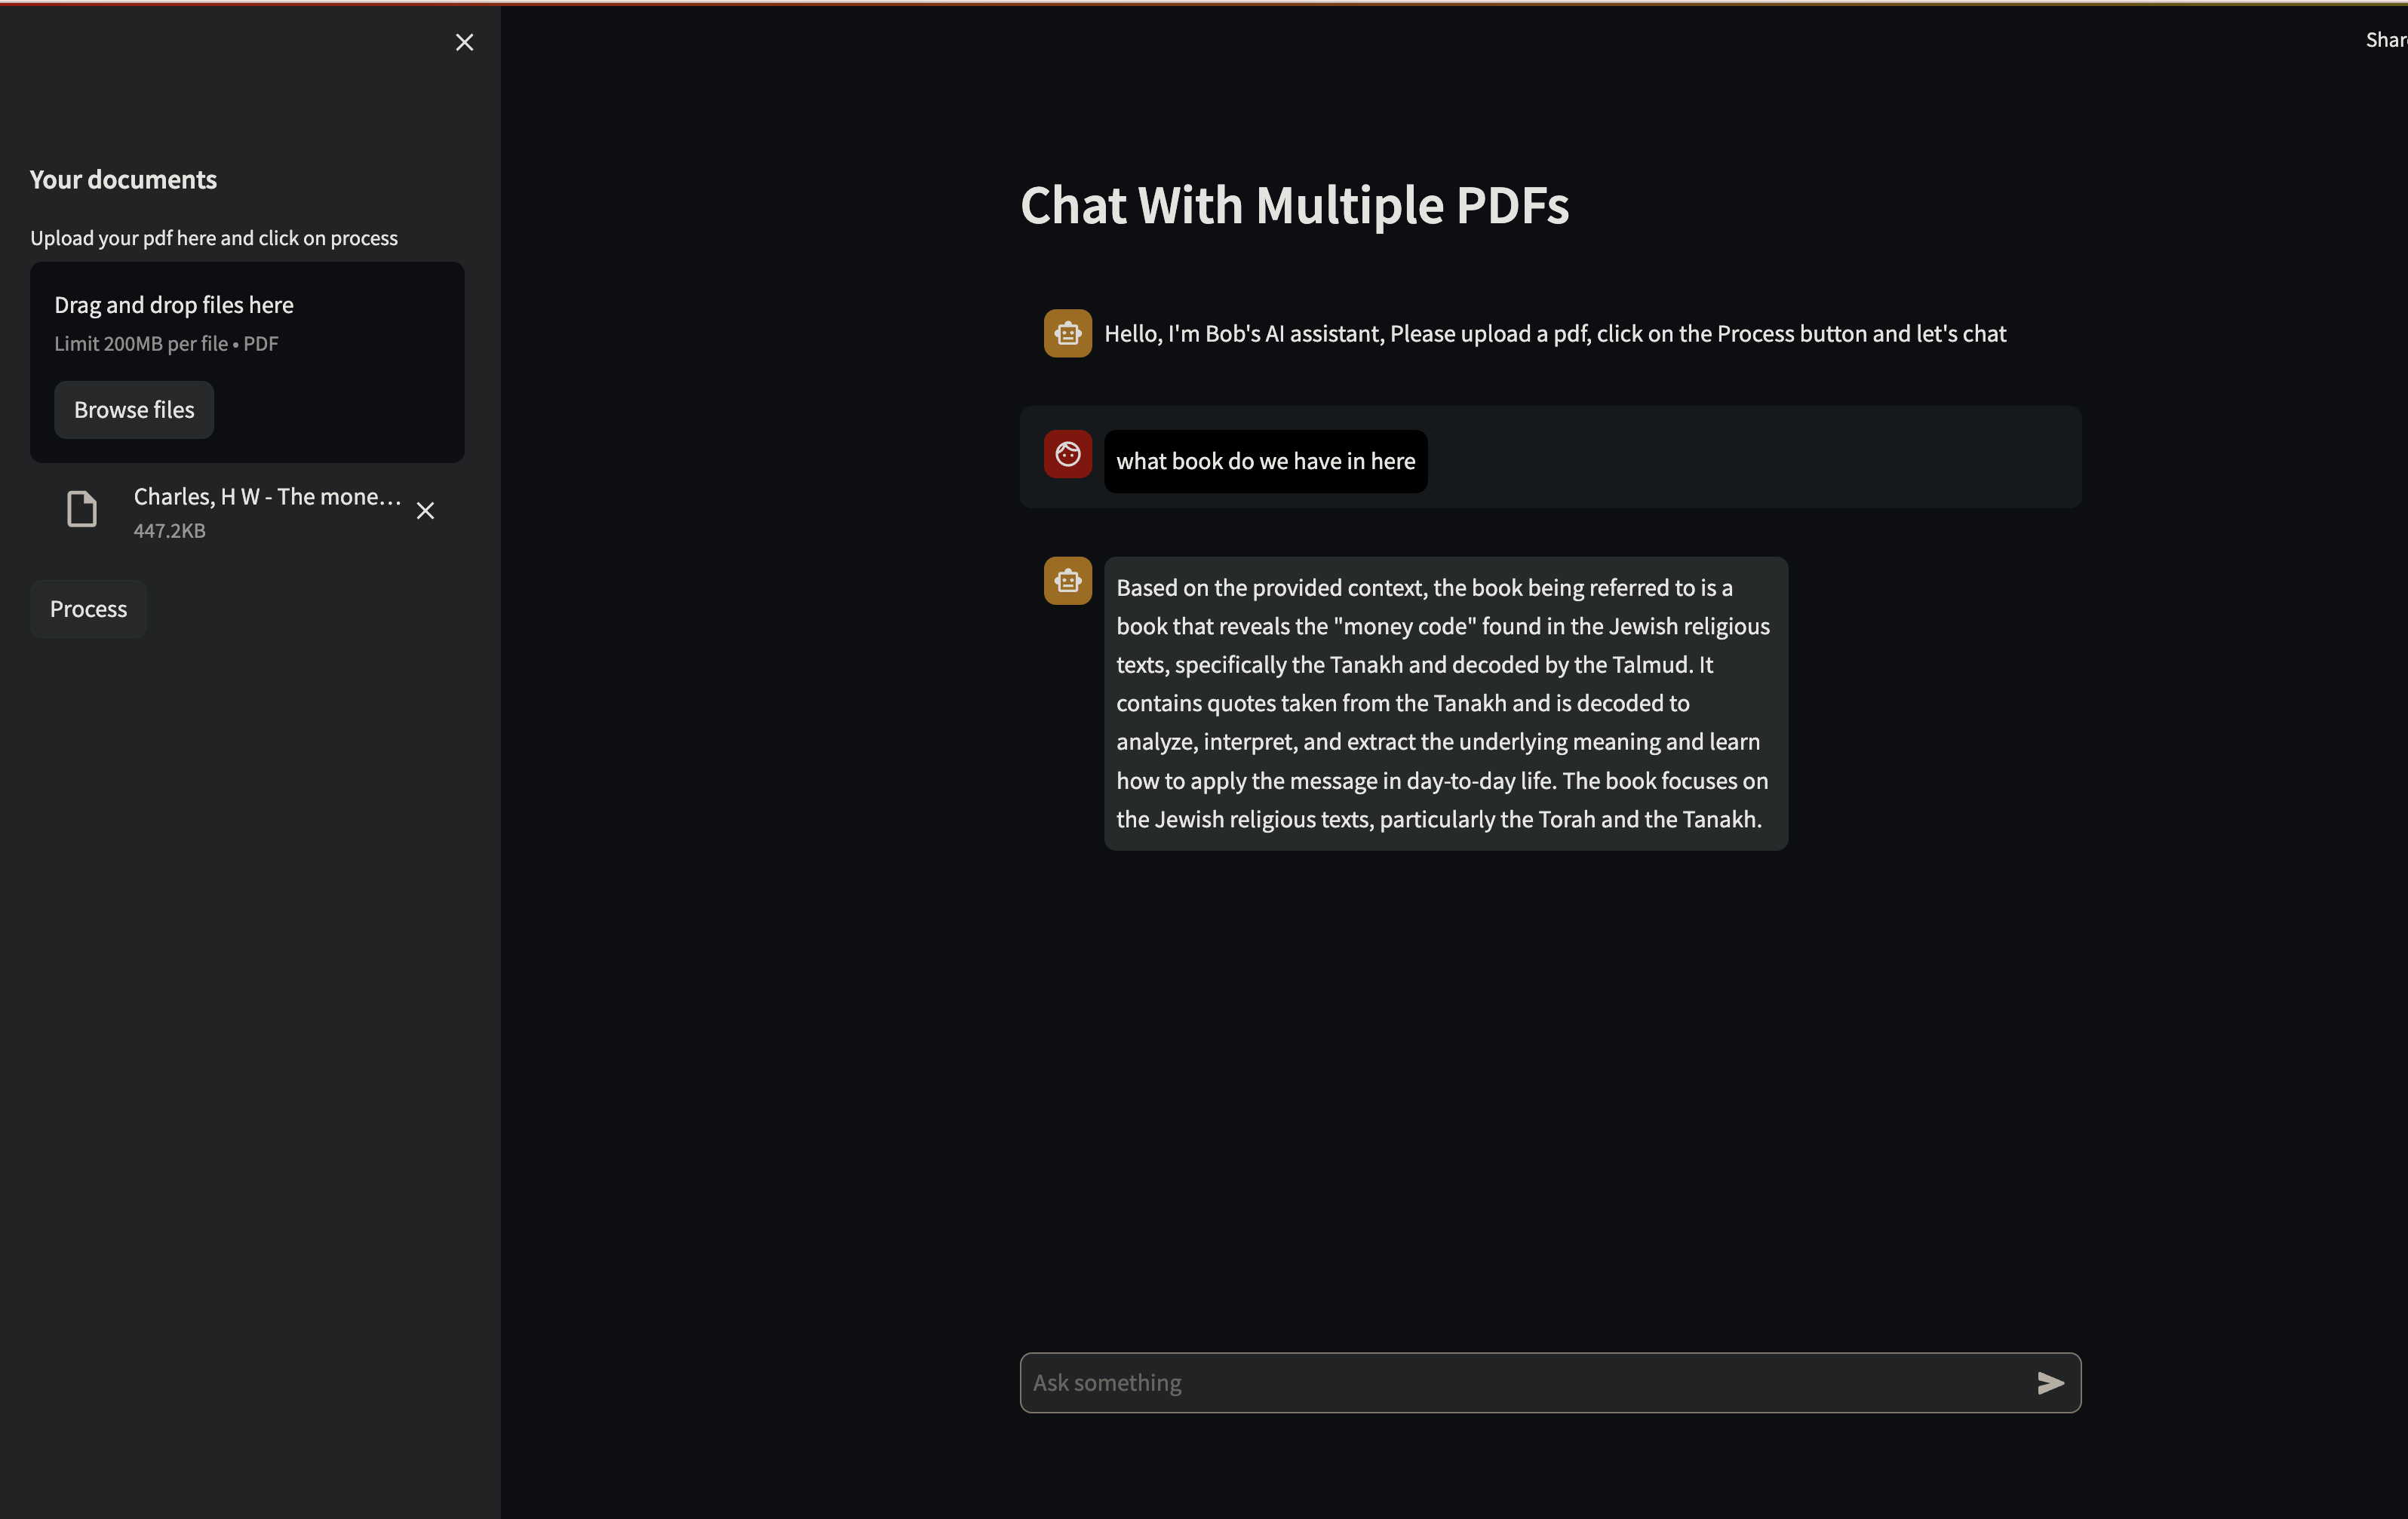 Share
Your documents
Upload your pdf here and click on process
Drag and drop files here
Limit 200MB per file • PDF
Browse files
Charles, H W - The mone...
447.2KB
Process
Chat With Multiple PDFs
Hello, I'm Bob's AI assistant, Please upload a pdf, click on the Process button and let's chat
what book do we have in here
Based on the provided context, the book being referred to is a
book that reveals the "money code" found in the Jewish religious
texts, specifically the Tanakh and decoded by the Talmud. It
contains quotes taken from the Tanakh and is decoded to
analyze, interpret, and extract the underlying meaning and learn
how to apply the message in day-to-day life. The book focuses on
the Jewish religious texts, particularly the Torah and the Tanakh.
Ask something